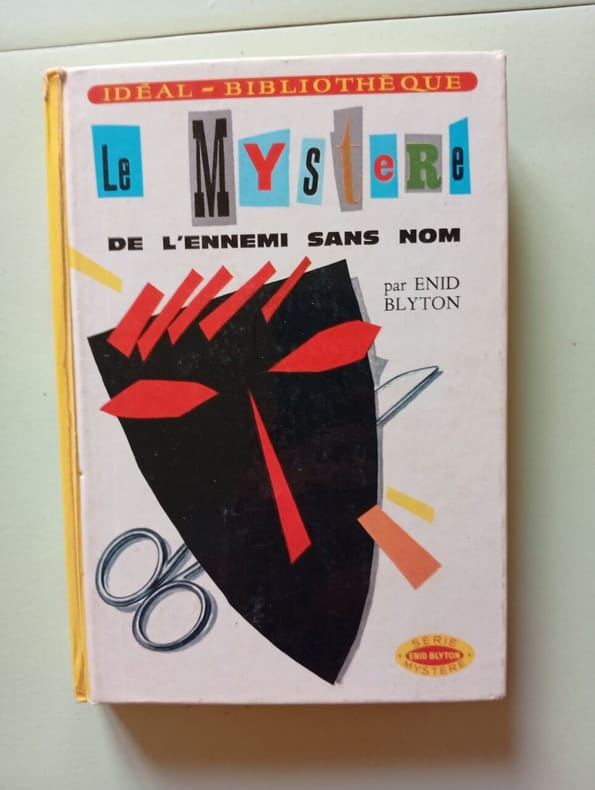 IDÉAL - BIBLIOTHÈQUE
Le MYSteRe
DE L'ENNEMI SANS NOM
par ENID
BLYTON
SÉRIE
ENID BLYTON
MYSTÈRE